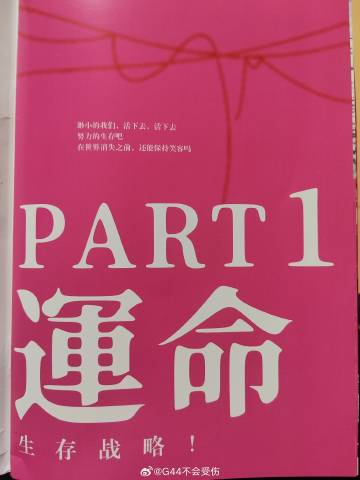 渺小的我们，活下去、活下去
努力的生存吧
在世界消失之前，还能保持笑容吗
PART 1
運命
生存战略！
@G44不会受伤